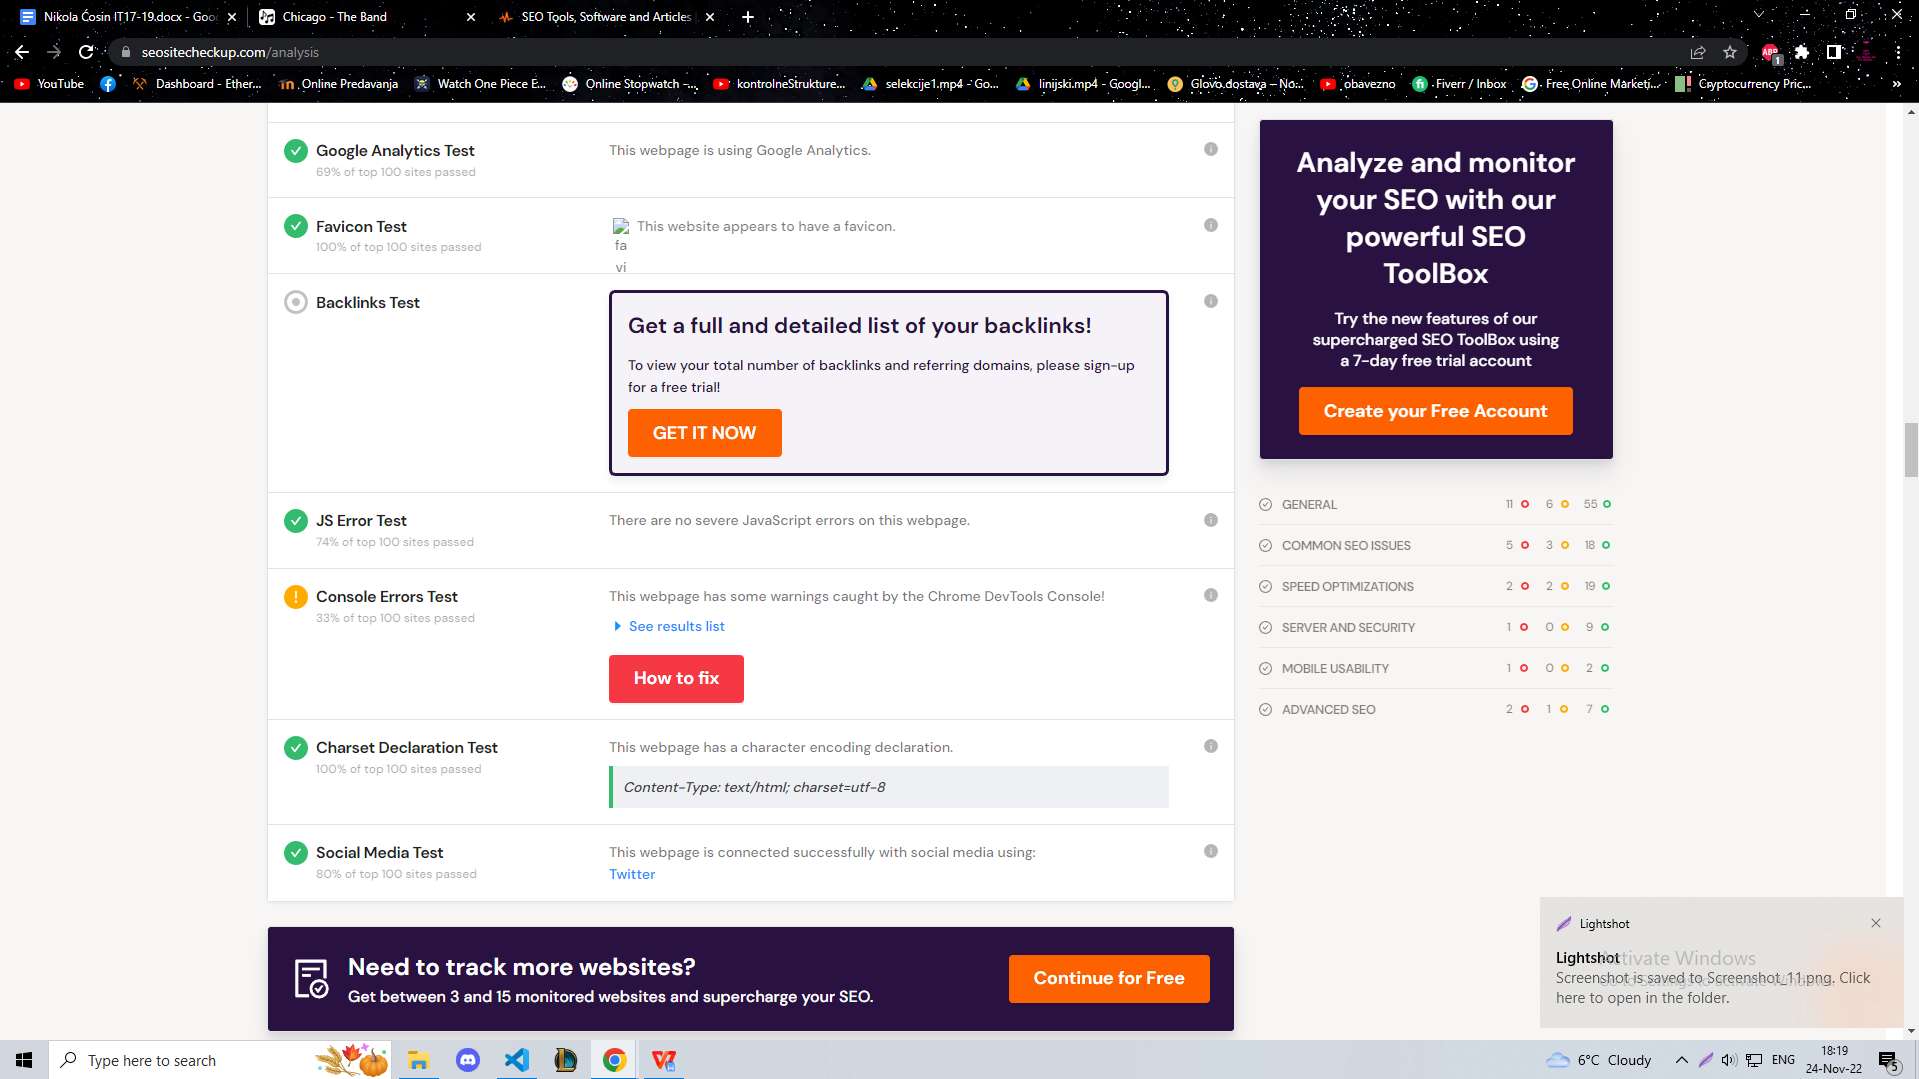 Nikola Ćosin IT17-19.docx - Goo
Chicago - The Band
SEO Tools, Software and Articles
seositecheckup.com/analysis
ABP
1
YouTube
Dashboard - Ether...
Online Predavanja
Watch One Piece E...
Online Stopwatch -...
kontrolneStrukture...
selekcije1.mp4 - Go...
linijski.mp4 - Googl...
Glovo dostava – No...
obavezno
Fiverr / Inbox
Free Online Marketi...
Cryptocurrency Pric...
»
Google Analytics Test
69% of top 100 sites passed
This webpage is using Google Analytics.
Favicon Test
100% of top 100 sites passed
This website appears to have a favicon.
fa
vi
Backlinks Test
Get a full and detailed list of your backlinks!
To view your total number of backlinks and referring domains, please sign-up
for a free trial!
GET IT NOW
JS Error Test
74% of top 100 sites passed
There are no severe JavaScript errors on this webpage.
Console Errors Test
33% of top 100 sites passed
This webpage has some warnings caught by the Chrome DevTools Console!
See results list
How to fix
Charset Declaration Test
100% of top 100 sites passed
This webpage has a character encoding declaration.
Content-Type: text/html; charset=utf-8
Social Media Test
80% of top 100 sites passed
This webpage is connected successfully with social media using:
Twitter
Need to track more websites?
Get between 3 and 15 monitored websites and supercharge your SEO.
Continue for Free
Analyze and monitor
your SEO with our
powerful SEO
ToolBox
Try the new features of our
supercharged SEO ToolBox using
a 7-day free trial account
Create your Free Account
GENERAL 11 6 55
COMMON SEO ISSUES 5 3 18
SPEED OPTIMIZATIONS 2 2 19
SERVER AND SECURITY 1 0 9
MOBILE USABILITY 1 0 2
ADVANCED SEO 2 1 7
Lightshot
Lightshot
Screenshot is saved to Screenshot_11.png. Click
here to open in the folder.
Activate Windows
Go to Settings to activate Windows.
Type here to search
6°C Cloudy
ENG
18:19
24-Nov-22
5